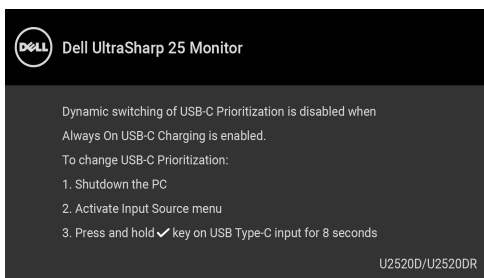 DELL Dell UltraSharp 25 Monitor
Dynamic switching of USB-C Prioritization is disabled when
Always On USB-C Charging is enabled.
To change USB-C Prioritization:
1. Shutdown the PC
2. Activate Input Source menu
3. Press and hold ✓ key on USB Type-C input for 8 seconds
U2520D/U2520DR